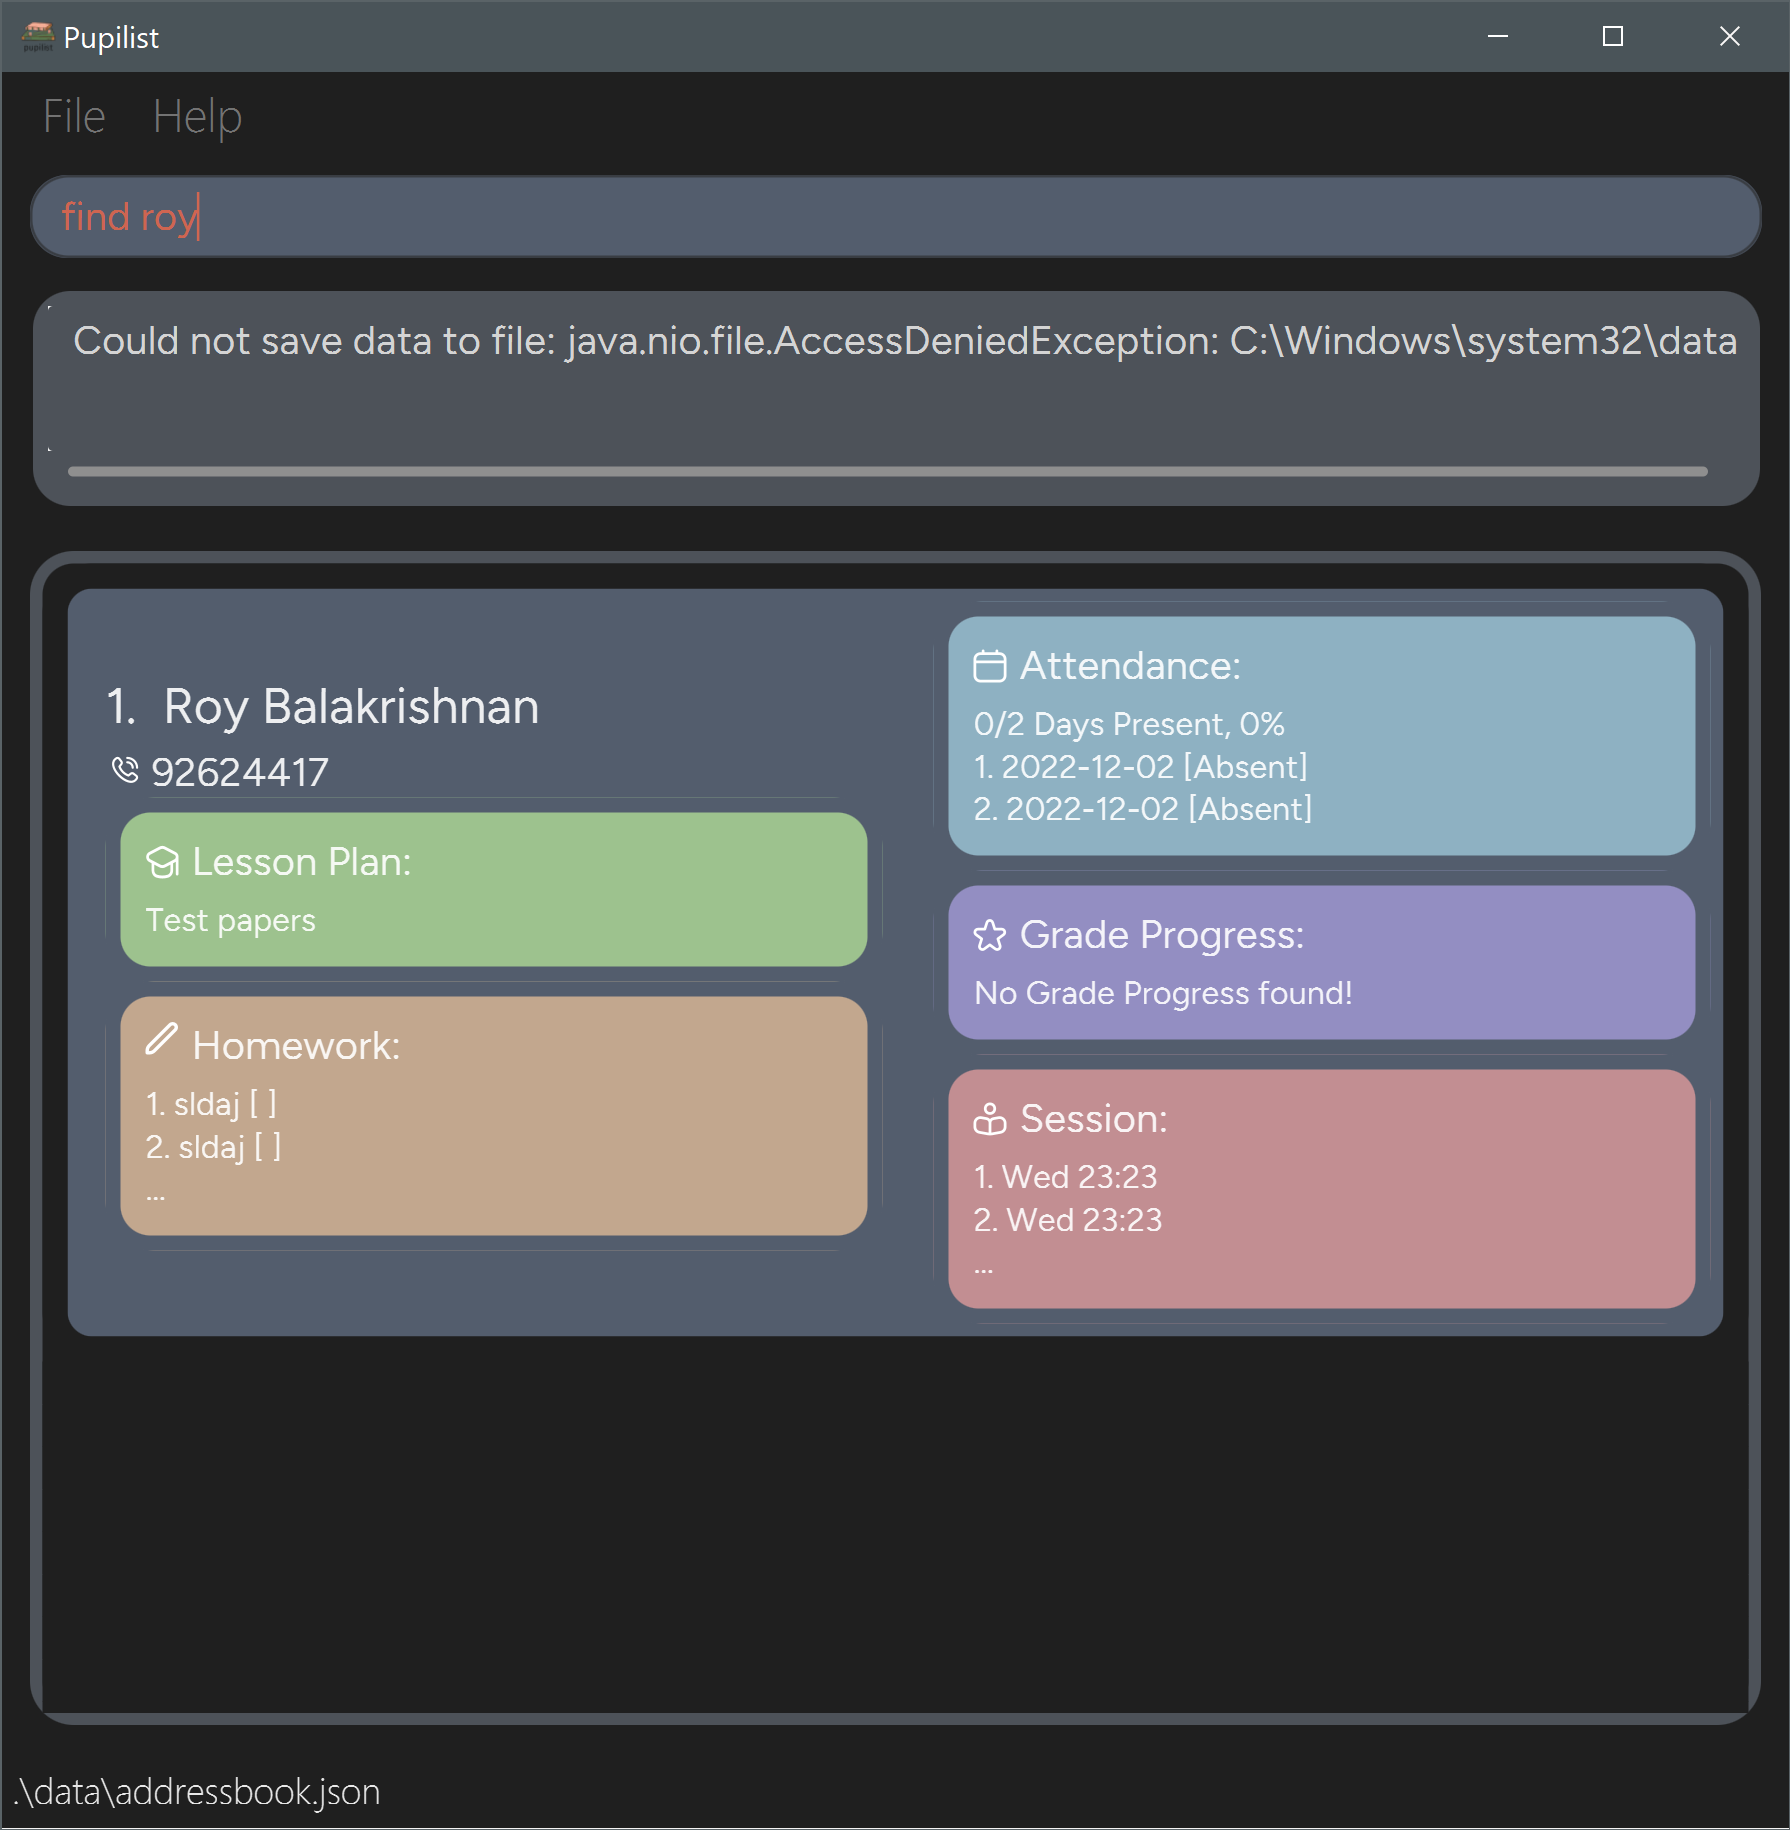 Pupilist
File Help
find roy
Could not save data to file: java.nio.file.AccessDeniedException: C:\Windows\system32\data
1. Roy Balakrishnan
92624417
Lesson Plan:
Test papers
Homework:
1. sldaj [ ]
2. sldaj [ ]
...
Attendance:
0/2 Days Present, 0%
1. 2022-12-02 [Absent]
2. 2022-12-02 [Absent]
Grade Progress:
No Grade Progress found!
Session:
1. Wed 23:23
2. Wed 23:23
...
.\data\addressbook.json